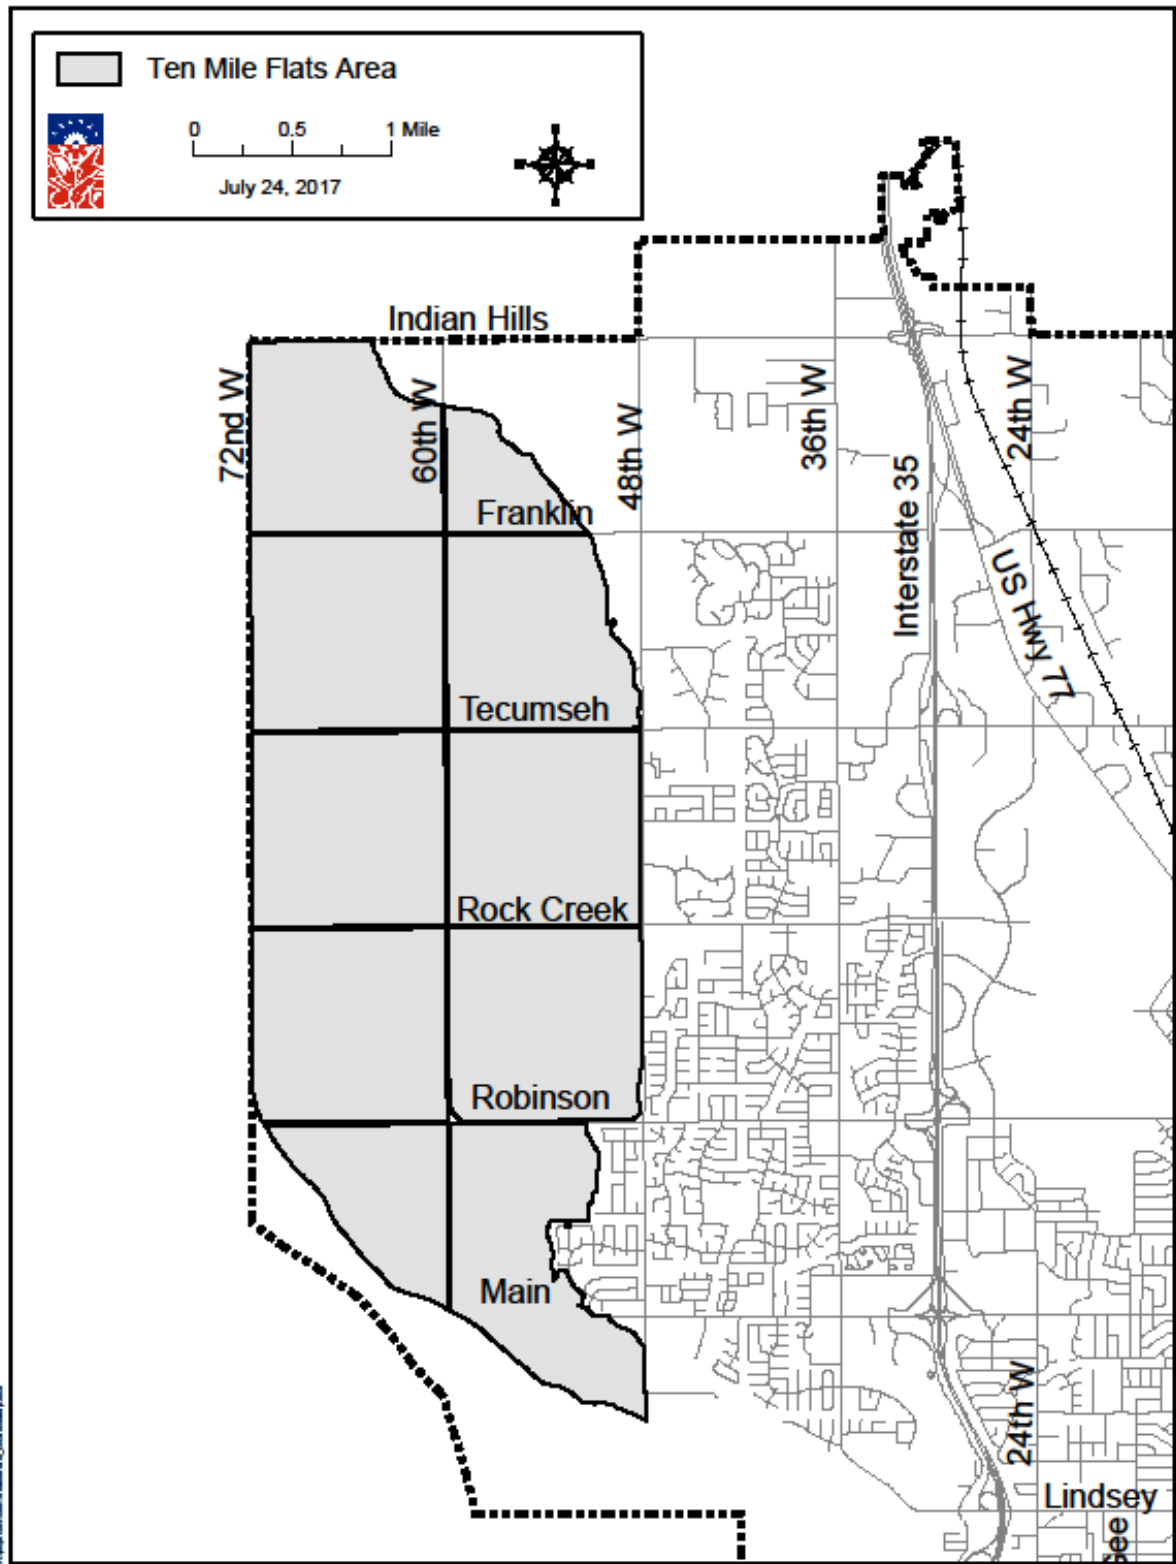 Ten Mile Flats Area
0 0.5 1 Mile
July 24, 2017
Indian Hills
72nd W
60th W
48th W
36th W
24th W
Interstate 35
US Hwy 77
Franklin
Tecumseh
Rock Creek
Robinson
Main
24th W
Lindsey